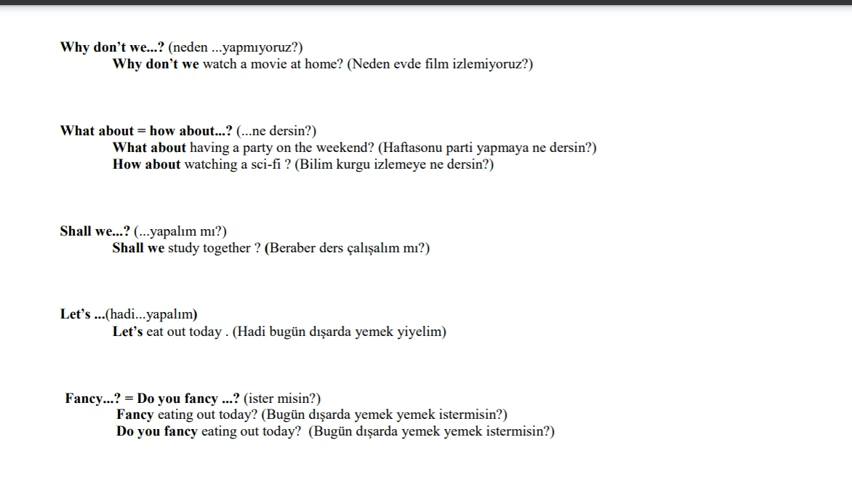 Why don't we...? (neden ...yapmıyoruz?)
Why don't we watch a movie at home? (Neden evde film izlemiyoruz?)
What about = how about...? (...ne dersin?)
What about having a party on the weekend? (Haftasonu parti yapmaya ne dersin?)
How about watching a sci-fi ? (Bilim kurgu izlemeye ne dersin?)
Shall we...? (...yapalım mı?)
Shall we study together ? (Beraber ders çalışalım mı?)
Let's ...(hadi...yapalım)
Let's eat out today . (Hadi bugün dışarda yemek yiyelim)
Fancy...? = Do you fancy ...? (ister misin?)
Fancy eating out today? (Bugün dışarda yemek yemek istermisin?)
Do you fancy eating out today? (Bugün dışarda yemek yemek istermisin?)